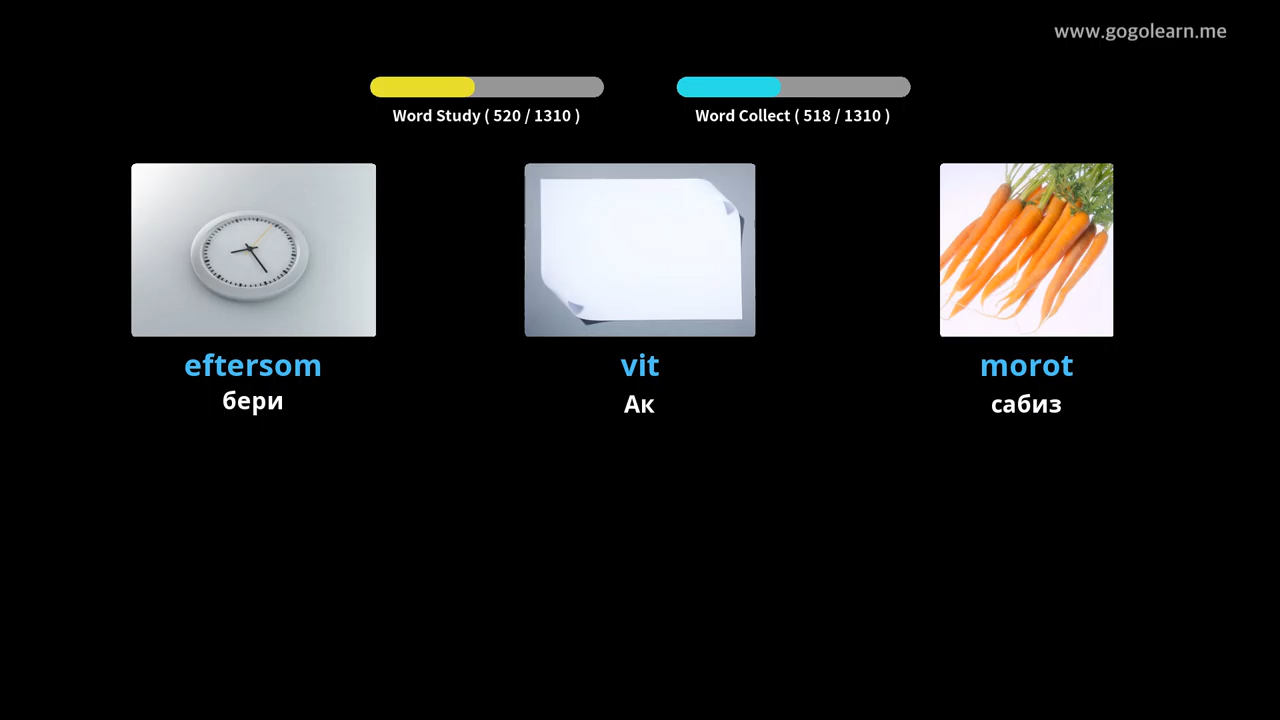 www.gogolearn.me
Word Study ( 520 / 1310 )
Word Collect ( 518 / 1310 )
eftersom
vit
morot
бери
Ак
сабиз